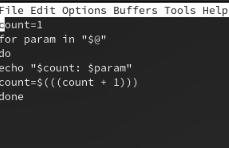 File Edit Options Buffers Tools Help
count=1
for param in "$@"
do
echo "$count: $param"
count=$(((count + 1)))
done